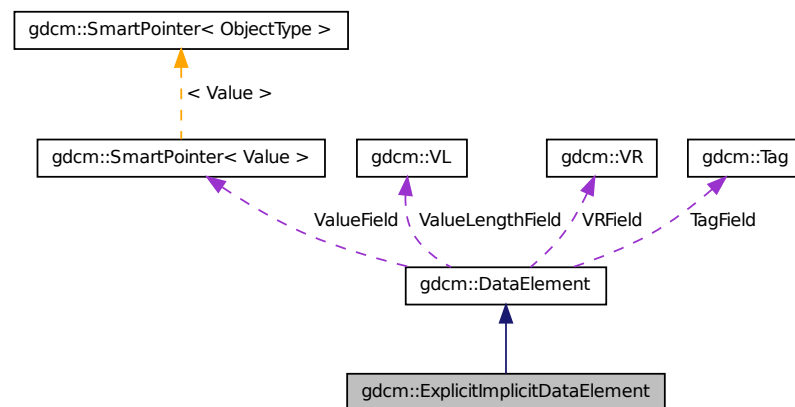 gdcm::SmartPointer< ObjectType >
< Value >
gdcm::SmartPointer< Value >
gdcm::VL
gdcm::VR
gdcm::Tag
ValueField
ValueLengthField
VRField
TagField
gdcm::DataElement
gdcm::ExplicitImplicitDataElement